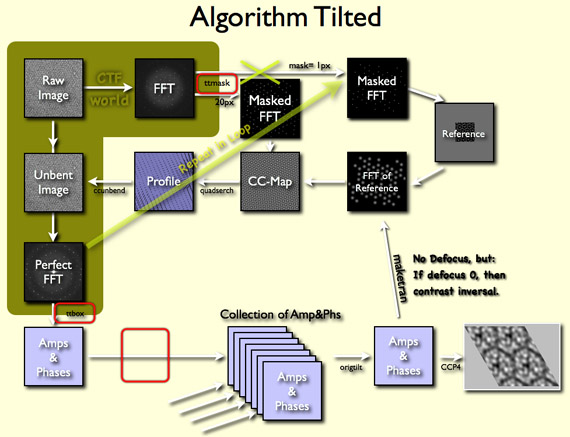 Algorithm Tilted
mask= 1px
Raw
Image
CTF
world
FFT
ttmask
20px
Masked
FFT
Masked
FFT
Reference
Repeat in Loop
Unbent
Image
ccunbend
Profile
quadserch
CC-Map
FFT of
Reference
Perfect
FFT
maketran
No Defocus, but:
If defocus 0, then
contrast inversal.
ttbox
Collection of Amp&Phs
Amps
&
Phases
Amps
&
Phases
origtilt
Amps
&
Phases
CCP4